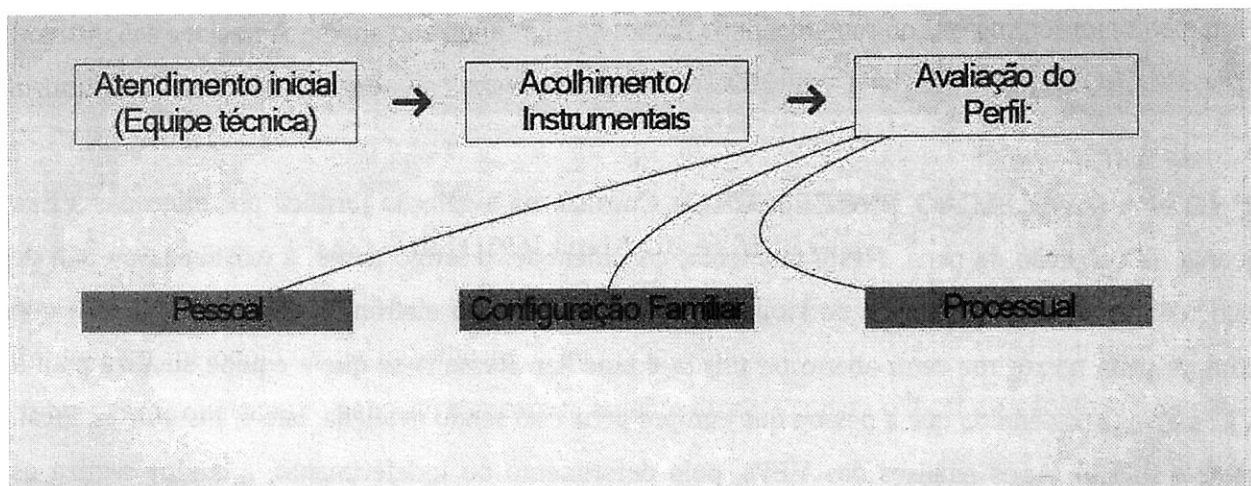 Atendimento inicial
(Equipe técnica)
Acolhimento/
Instrumentais
Avaliação do
Perfil:
Pessoal
Configuração Familiar
Processual